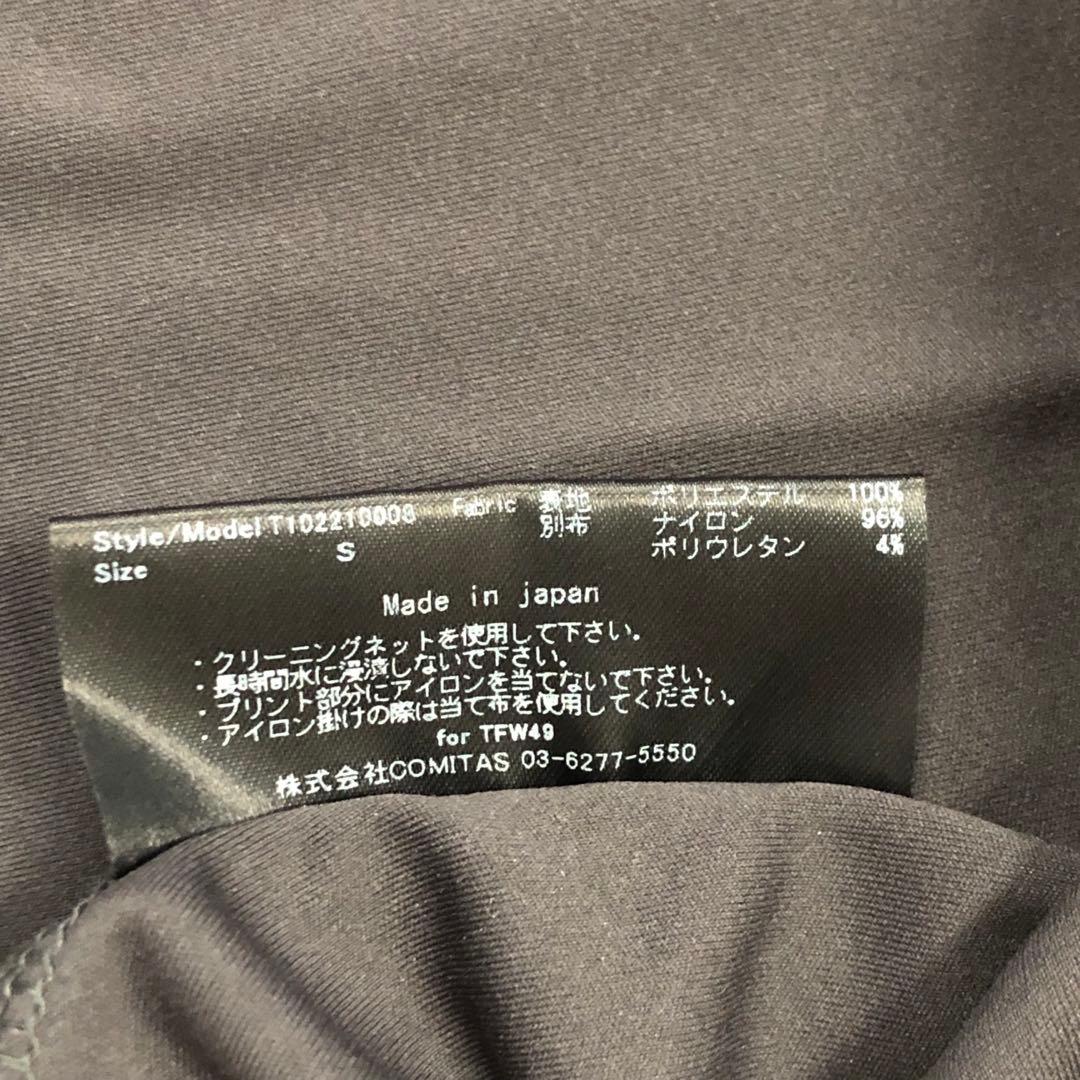 Style/Model T102210008 Fabric 表地 ポリエステル 100%
別布 ナイロン 96%
Size S ポリウレタン 4%
Made in japan
・クリーニングネットを使用して下さい。
・長時間水に浸漬しないで下さい。
・プリント部分にアイロンを当てないで下さい。
・アイロン掛けの際は当て布を使用してください。
for TFW49
株式会社COMITAS 03-6277-5550